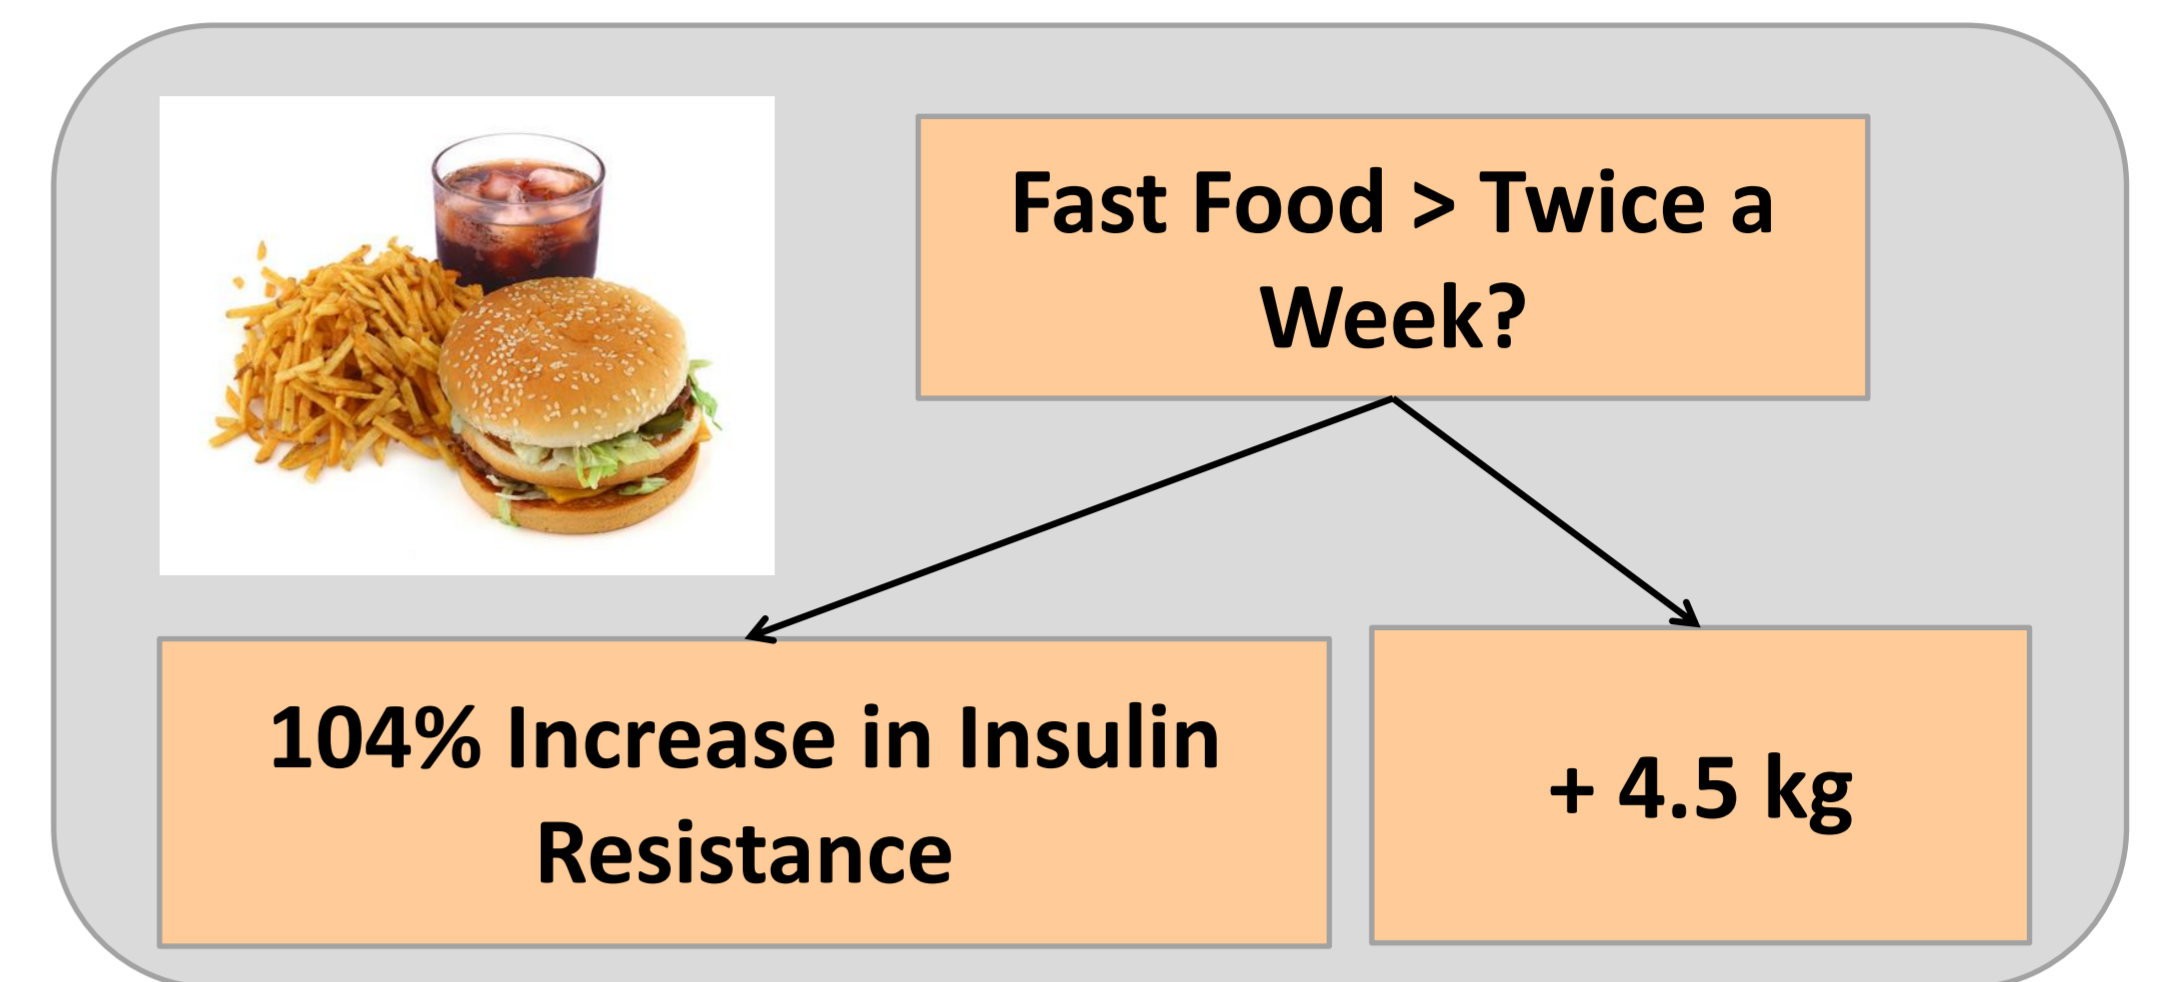 Fast Food > Twice a
Week?
104% Increase in Insulin
Resistance
+ 4.5 kg